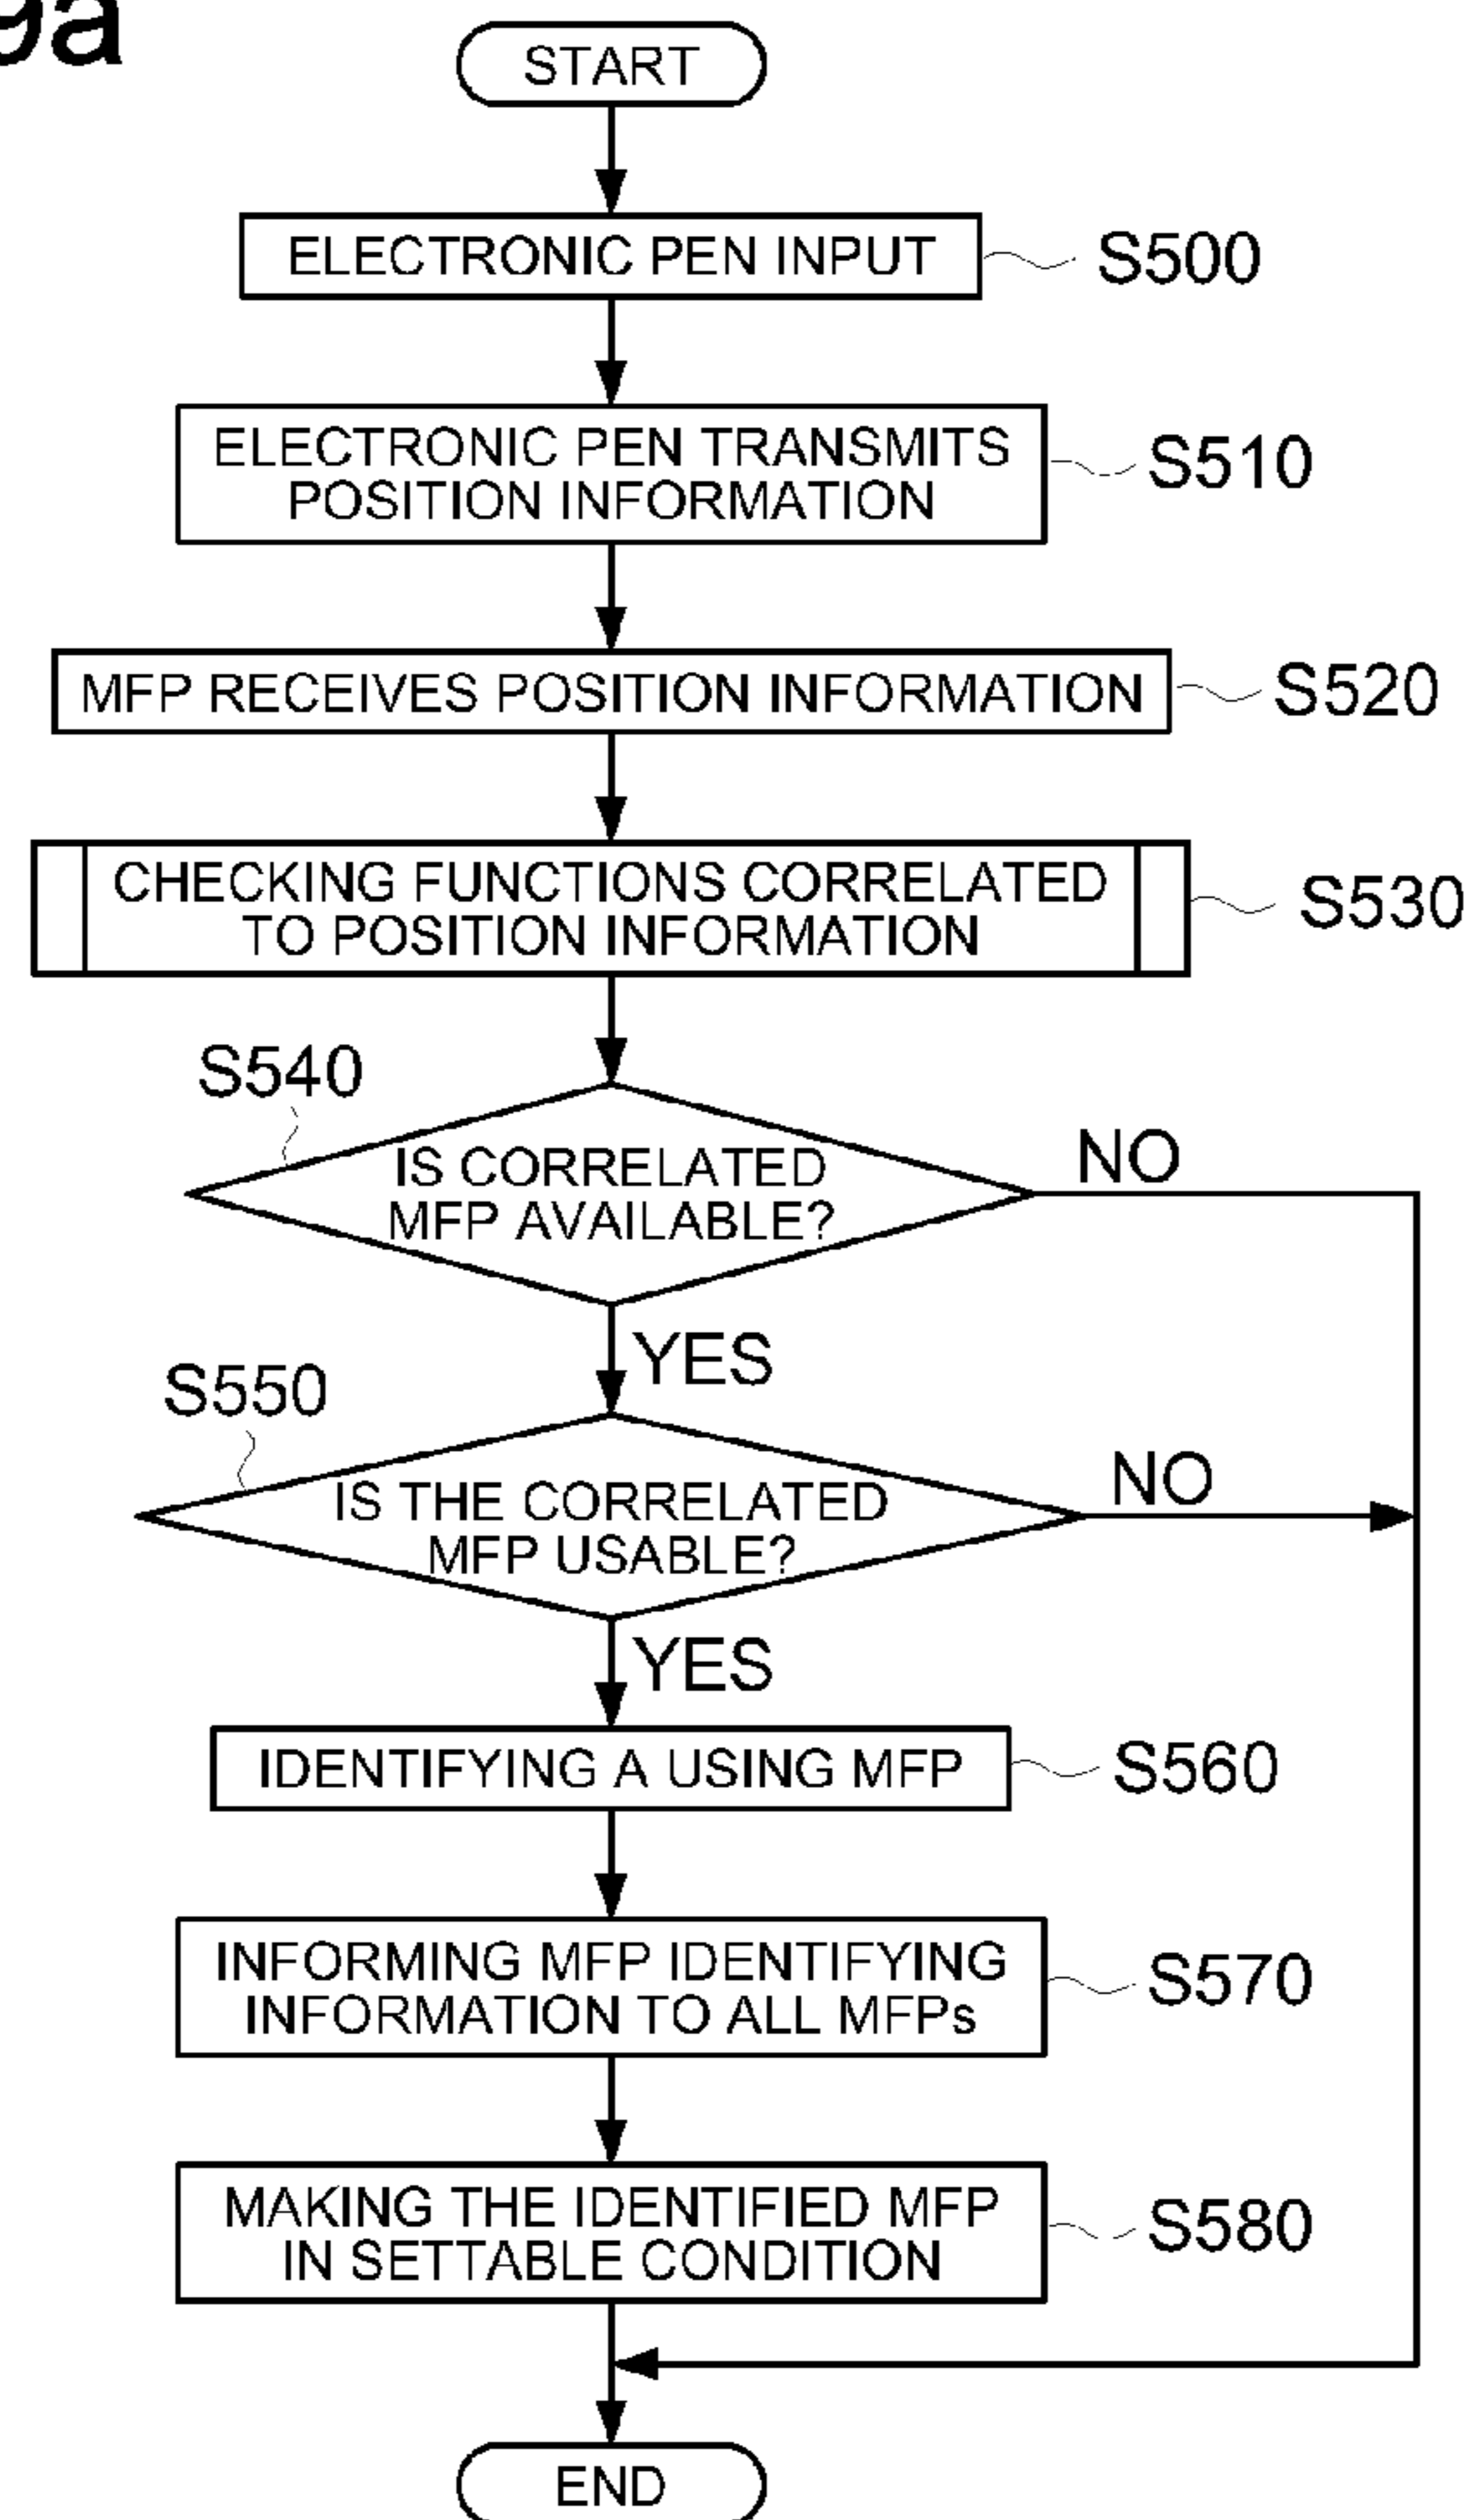 9a
START
ELECTRONIC PEN INPUT
S500
ELECTRONIC PEN TRANSMITS
POSITION INFORMATION
S510
MFP RECEIVES POSITION INFORMATION
S520
CHECKING FUNCTIONS CORRELATED
TO POSITION INFORMATION
S530
S540
IS CORRELATED
MFP AVAILABLE?
NO
YES
S550
IS THE CORRELATED
MFP USABLE?
NO
YES
IDENTIFYING A USING MFP
S560
INFORMING MFP IDENTIFYING
INFORMATION TO ALL MFPs
S570
MAKING THE IDENTIFIED MFP
IN SETTABLE CONDITION
S580
END